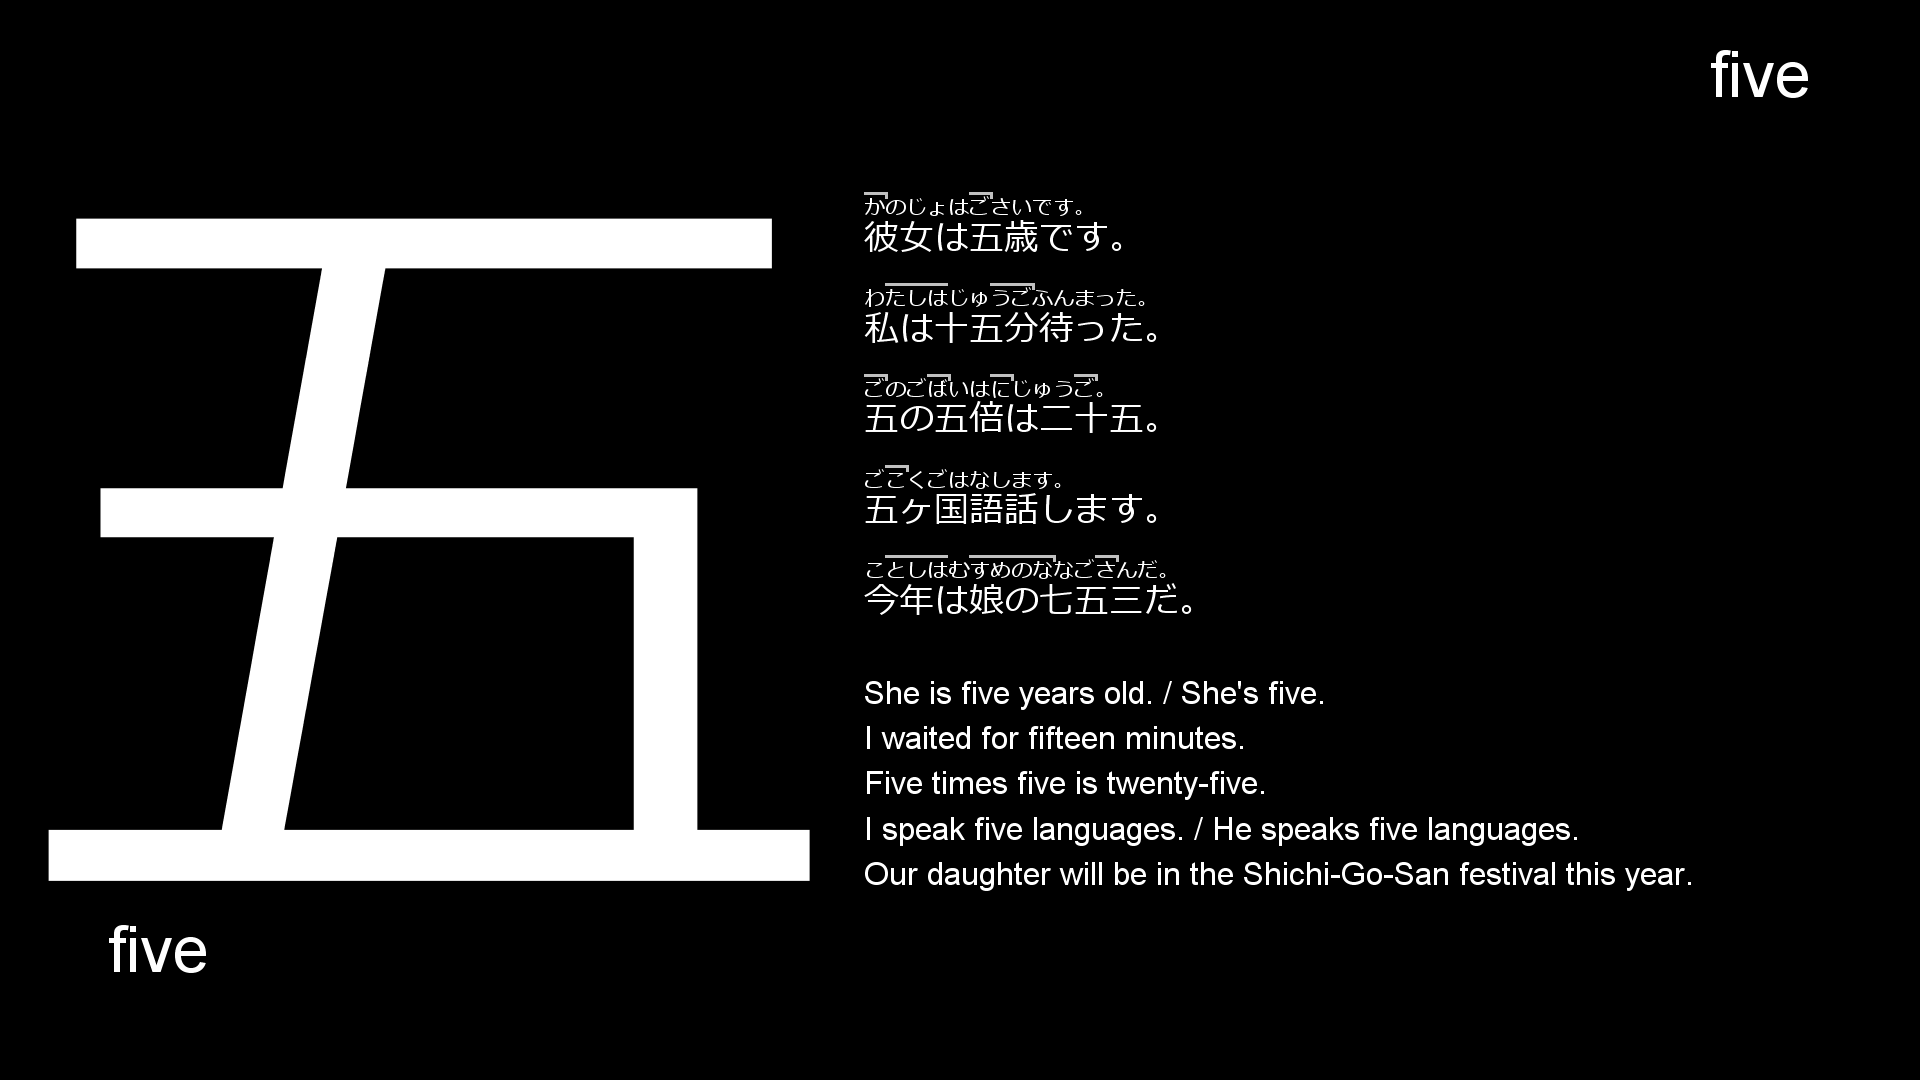 five
五
five
かのじょはごさいです。
彼女は五歳です。
わたしはじゅうごふんまった。
私は十五分待った。
ごのごばいはにじゅうご。
五の五倍は二十五。
ごこくごはなします。
五ヶ国語話します。
ことしはむすめのななごさんだ。
今年は娘の七五三だ。
She is five years old. / She's five.
I waited for fifteen minutes.
Five times five is twenty-five.
I speak five languages. / He speaks five languages.
Our daughter will be in the Shichi-Go-San festival this year.